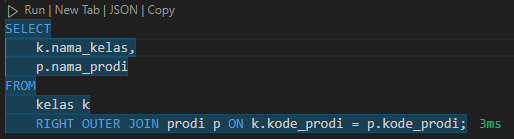 Run | New Tab | JSON | Copy
SELECT
k.nama_kelas,
p.nama_prodi
FROM
kelas k
RIGHT OUTER JOIN prodi p ON k.kode_prodi = p.kode_prodi; 3ms